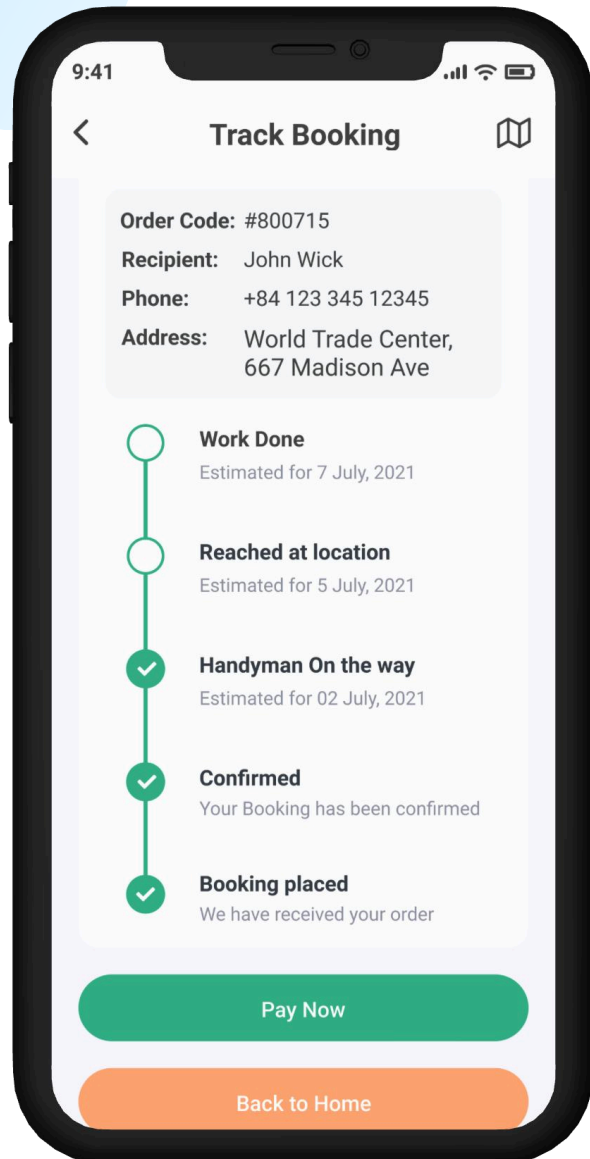 9:41
Track Booking
Order Code: #800715
Recipient: John Wick
Phone: +84 123 345 12345
Address: World Trade Center,
667 Madison Ave
Work Done
Estimated for 7 July, 2021
Reached at location
Estimated for 5 July, 2021
Handyman On the way
Estimated for 02 July, 2021
Confirmed
Your Booking has been confirmed
Booking placed
We have received your order
Pay Now
Back to Home